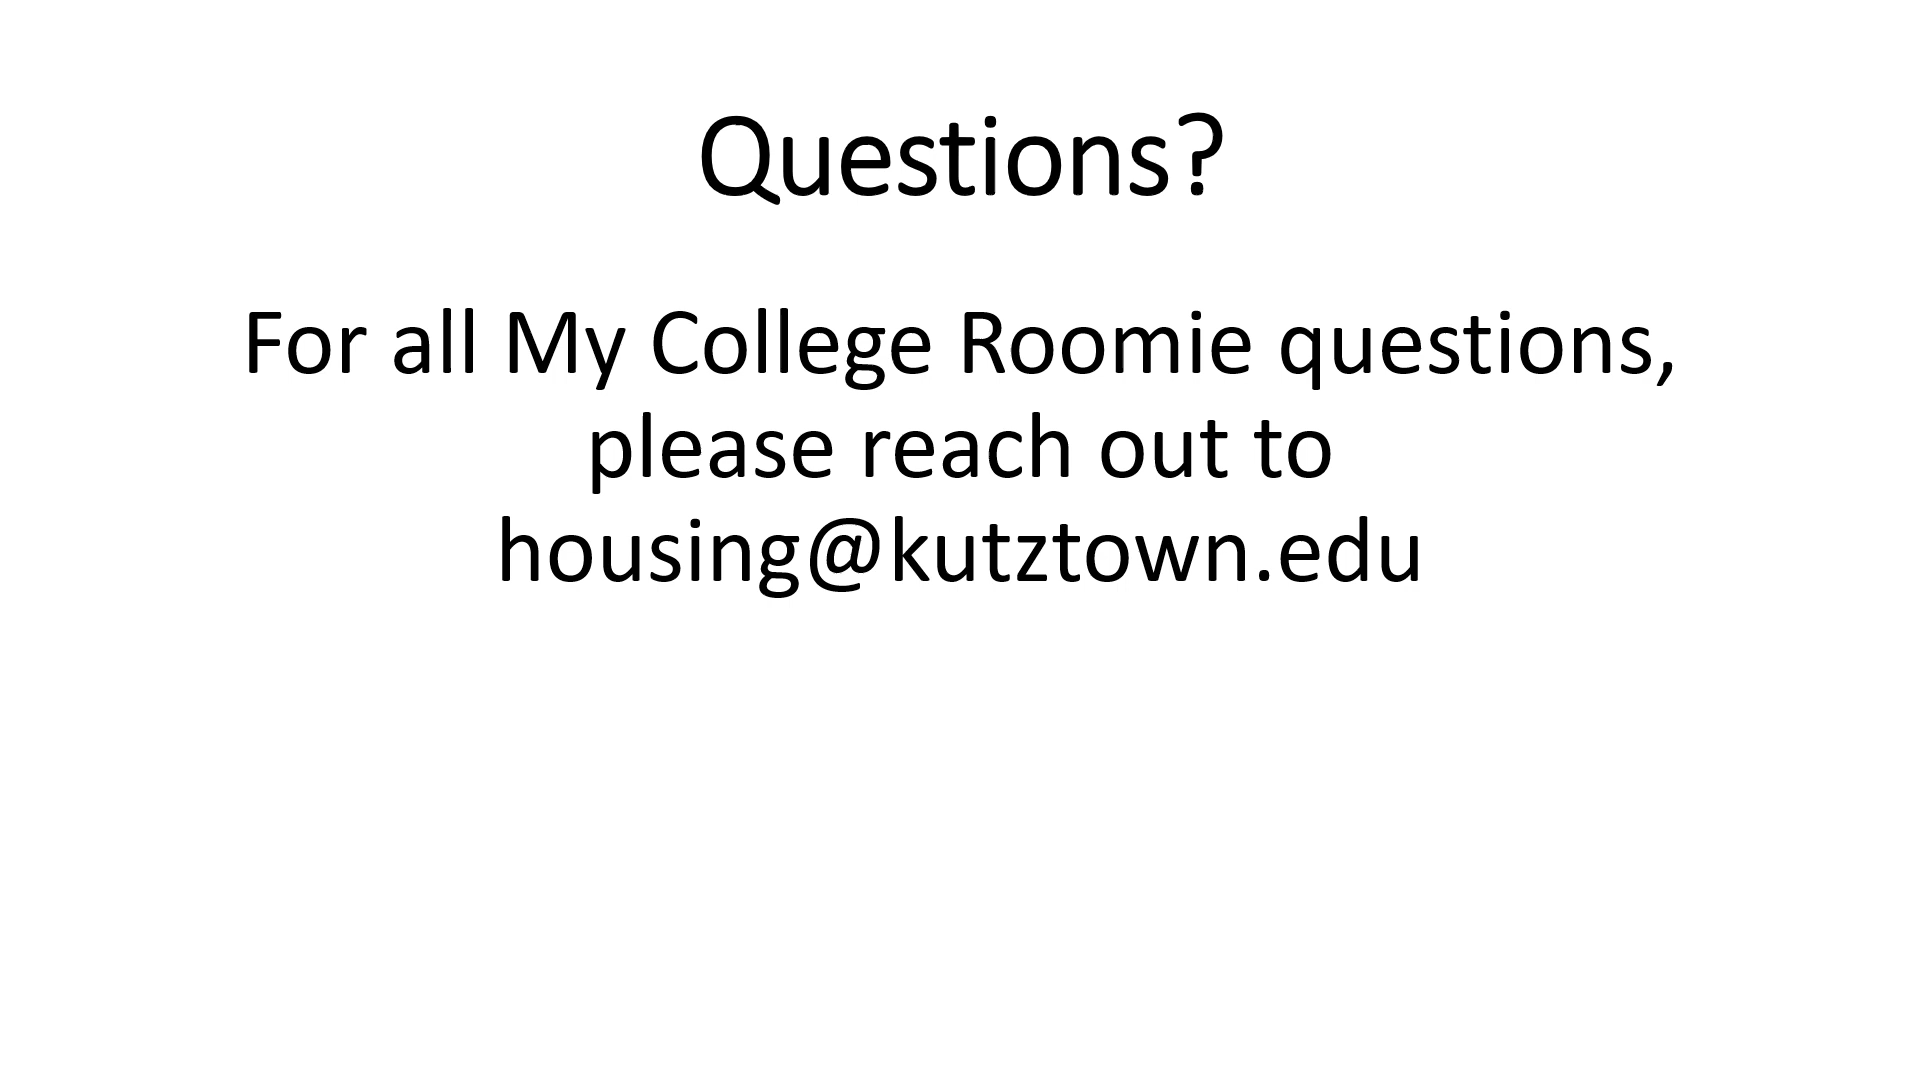 Questions?
For all My College Roomie questions,
please reach out to
housing@kutztown.edu